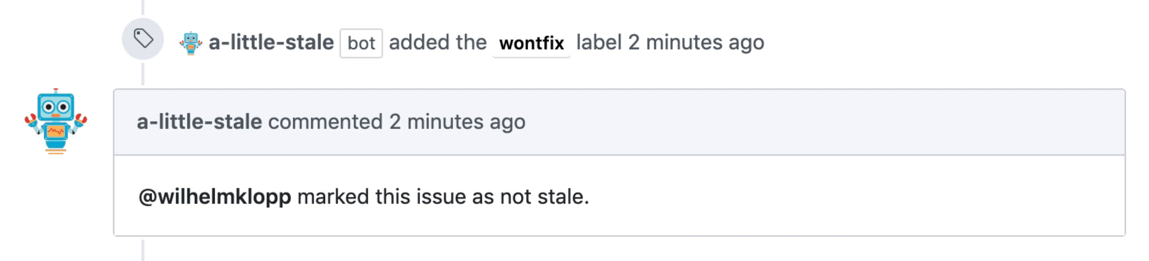 a-little-stale bot added the wontfix label 2 minutes ago
a-little-stale commented 2 minutes ago
@wilhelmklopp marked this issue as not stale.